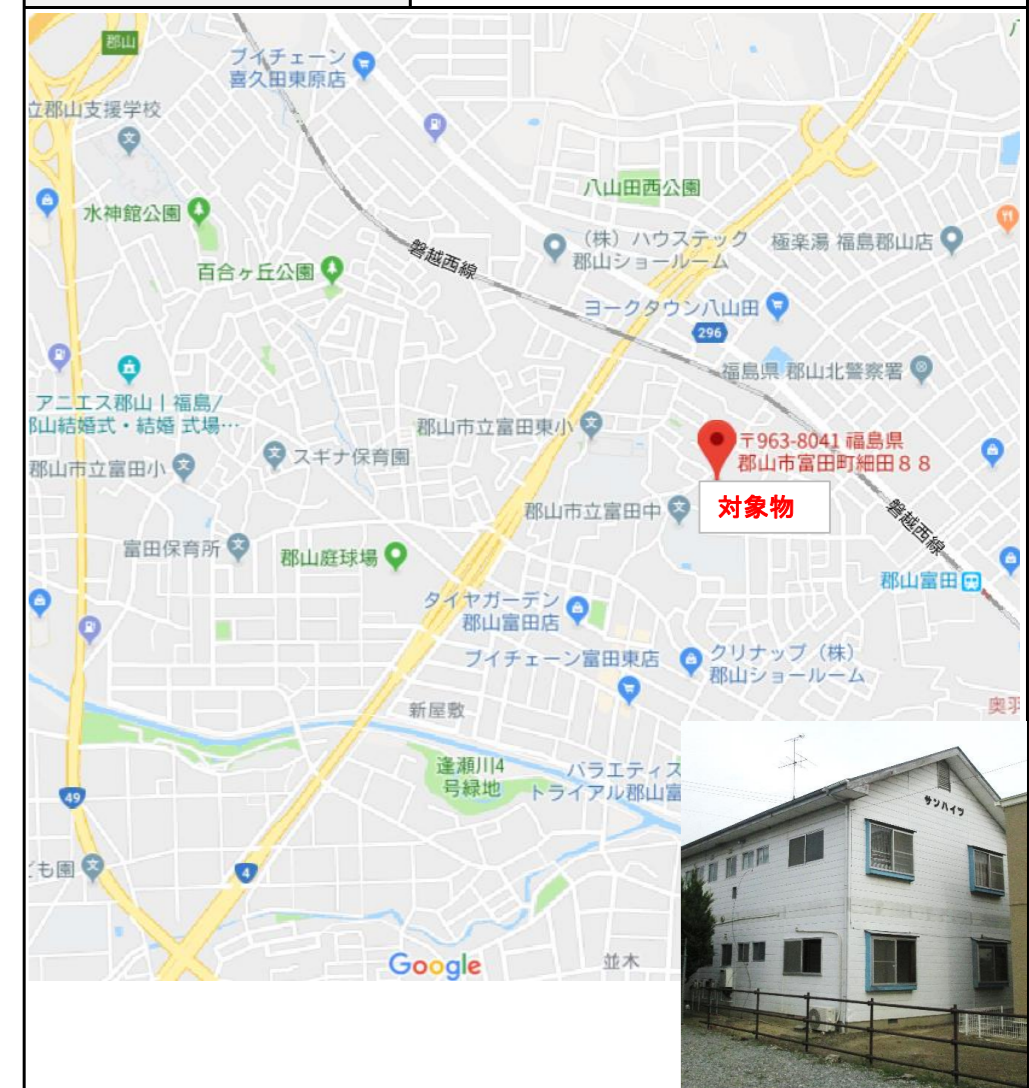 郡山
ブイチェーン
喜久田東原店
立郡山支援学校
八山田西公園
水神館公園
(株)ハウステック
郡山ショールーム
極楽湯 福島郡山店
磐越西線
百合ヶ丘公園
ヨークタウン八山田
296
福島県 郡山北警察署
アニエス郡山 | 福島/
郡山結婚式・結婚 式場…
郡山市立富田東小
〒963-8041 福島県
郡山市富田町細田88
郡山市立富田小
スギナ保育園
対象物
郡山市立富田中
磐越西線
富田保育所
郡山庭球場
郡山富田
タイヤガーデン
郡山富田店
ブイチェーン富田東店
クリナップ(株)
郡山ショールーム
新屋敷
奥羽
逢瀬川4
号緑地
バラエティス
トライアル郡山富
49
4
ども園
Google
並木
サンハイツ